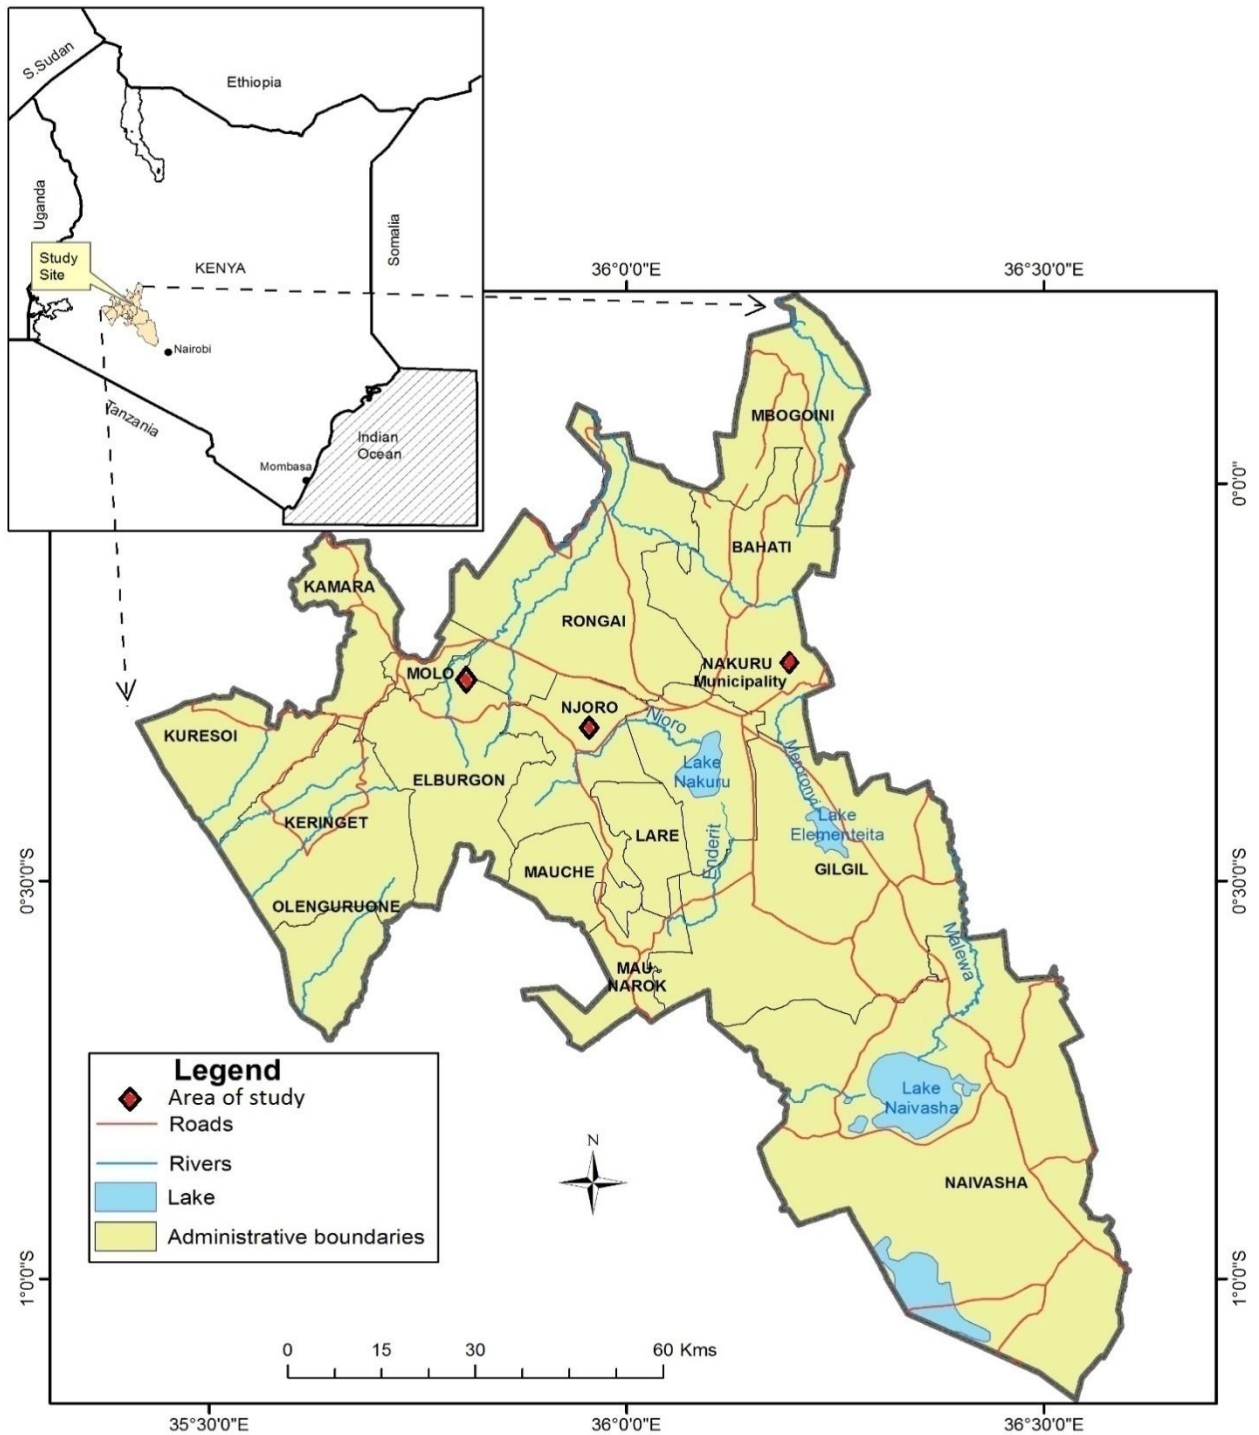 S.Sudan
Ethiopia
Uganda
Somalia
Study
Site
KENYA
Nairobi
Tanzania
Indian
Ocean
Mombasa
36°0'0"E
36°30'0"E
0°0'0"
MBOGOINI
BAHATI
KAMARA
RONGAI
MOLO
NAKURU
Municipality
NJORO
Njoro
KURESOI
Lake
Nakuru
Meroronyi
ELBURGON
Lake
Elementeita
KERINGET
LARE
Enderit
MAUCHE
GILGIL
0°30'0"S
0°30'0"S
OLENGURUONE
Malewa
MAU
NAROK
Legend
Area of study
Roads
Rivers
Lake
Administrative boundaries
Lake
Naivasha
N
NAIVASHA
1°0'0"S
1°0'0"S
0
15
30
60 Kms
35°30'0"E
36°0'0"E
36°30'0"E